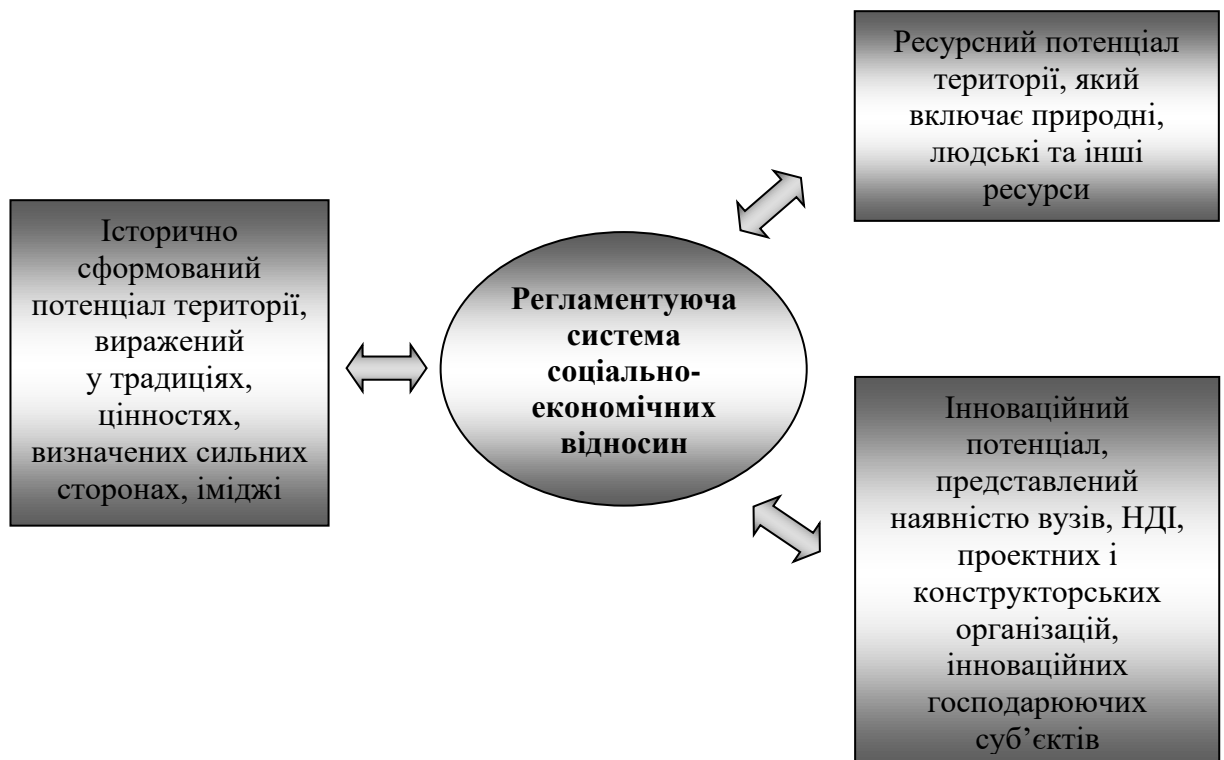 Ресурсний потенціал
території, який
включає природні,
людські та інші
ресурси
Історично
сформований
потенціал території,
виражений
у традиціях,
цінностях,
визначених сильних
сторонах, іміджі
Регламентуюча
система
соціально-
економічних
відносин
Інноваційний
потенціал,
представлений
наявністю вузів, НДІ,
проектних і
конструкторських
організацій,
інноваційних
господарюючих
суб’єктів